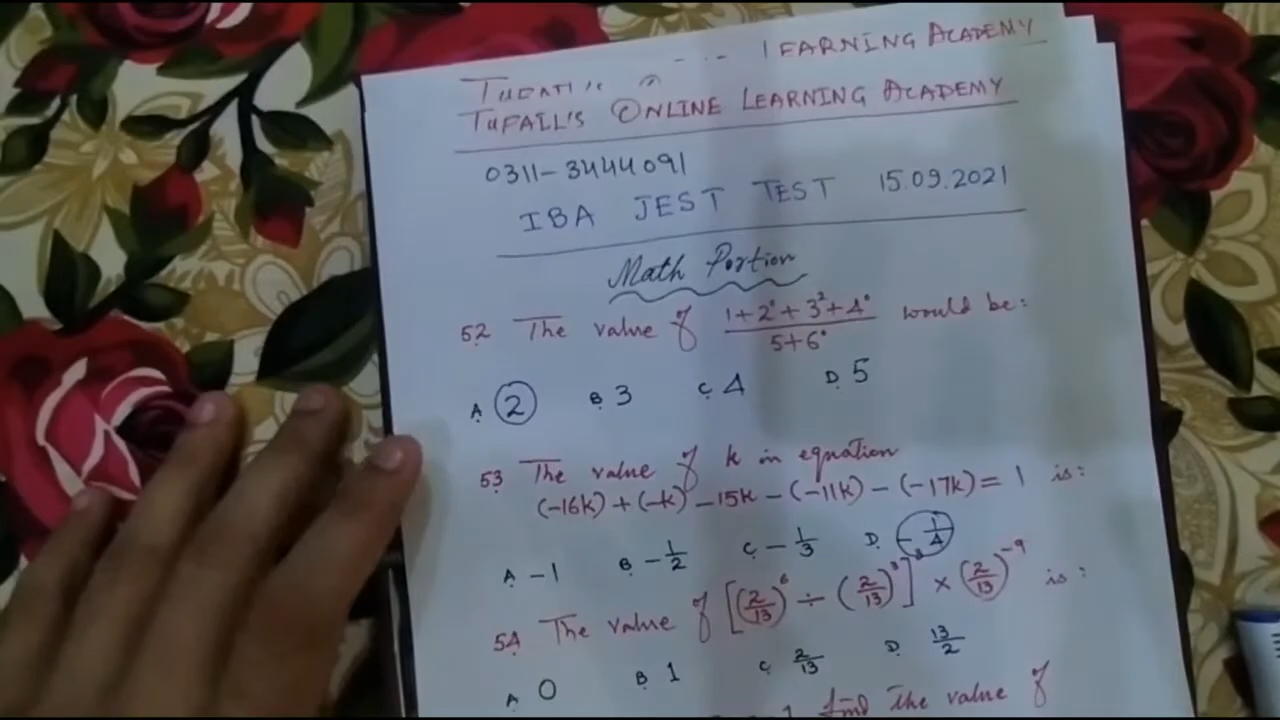 LEARNING ACADEMY
TUFAIL'S ONLINE LEARNING ACADEMY
0311-3444091
IBA JEST TEST 15.09.2021
Math Portion
52 The value of (1+2°+3²+4°)/(5+6°) would be:
A. 2 B. 3 C. 4 D. 5
53 The value of k in equation
(-16k)+(-k)-15k-(-11k)-(-17k)=1 is:
A -1 B -1/2 C -1/3 D. -1/4
54 The value of [(2/13)⁶ ÷ (2/13)³]³ × (2/13)⁻⁹ is:
A 0 B. 1 C. 2/13 D. 13/2
find the value of